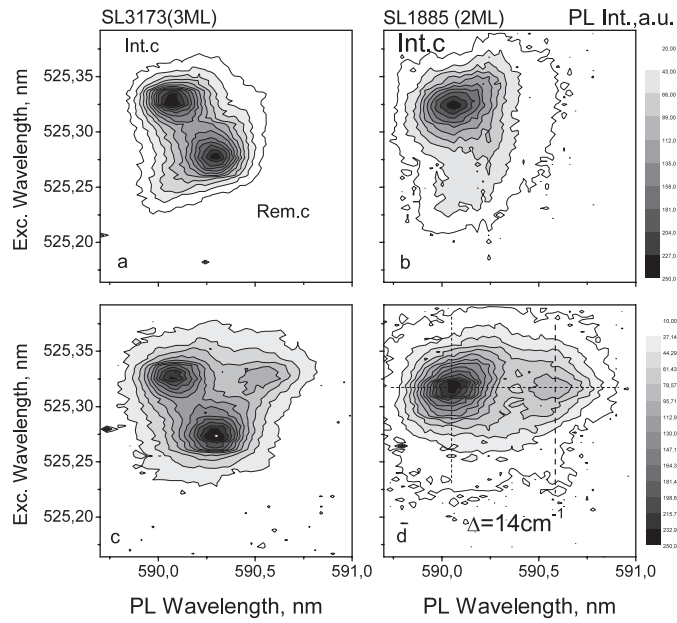 SL3173(3ML)
SL1885 (2ML)
PL Int.,a.u.
Int.c
Rem.c
a
525,35
525,30
525,25
525,20
Exc. Wavelength, nm
Int.c
b
20,00
40,00
66,00
89,00
112,0
135,0
158,0
181,0
204,0
227,0
250,0
525,35
525,30
525,25
525,20
Exc. Wavelength, nm
c
590,0
590,5
591,0
PL Wavelength, nm
d
Δ=14cm-1
590,0
590,5
591,0
PL Wavelength, nm
10,00
27,14
44,29
61,43
78,57
95,71
112,9
130,0
147,1
164,3
181,4
198,6
215,7
232,9
250,0